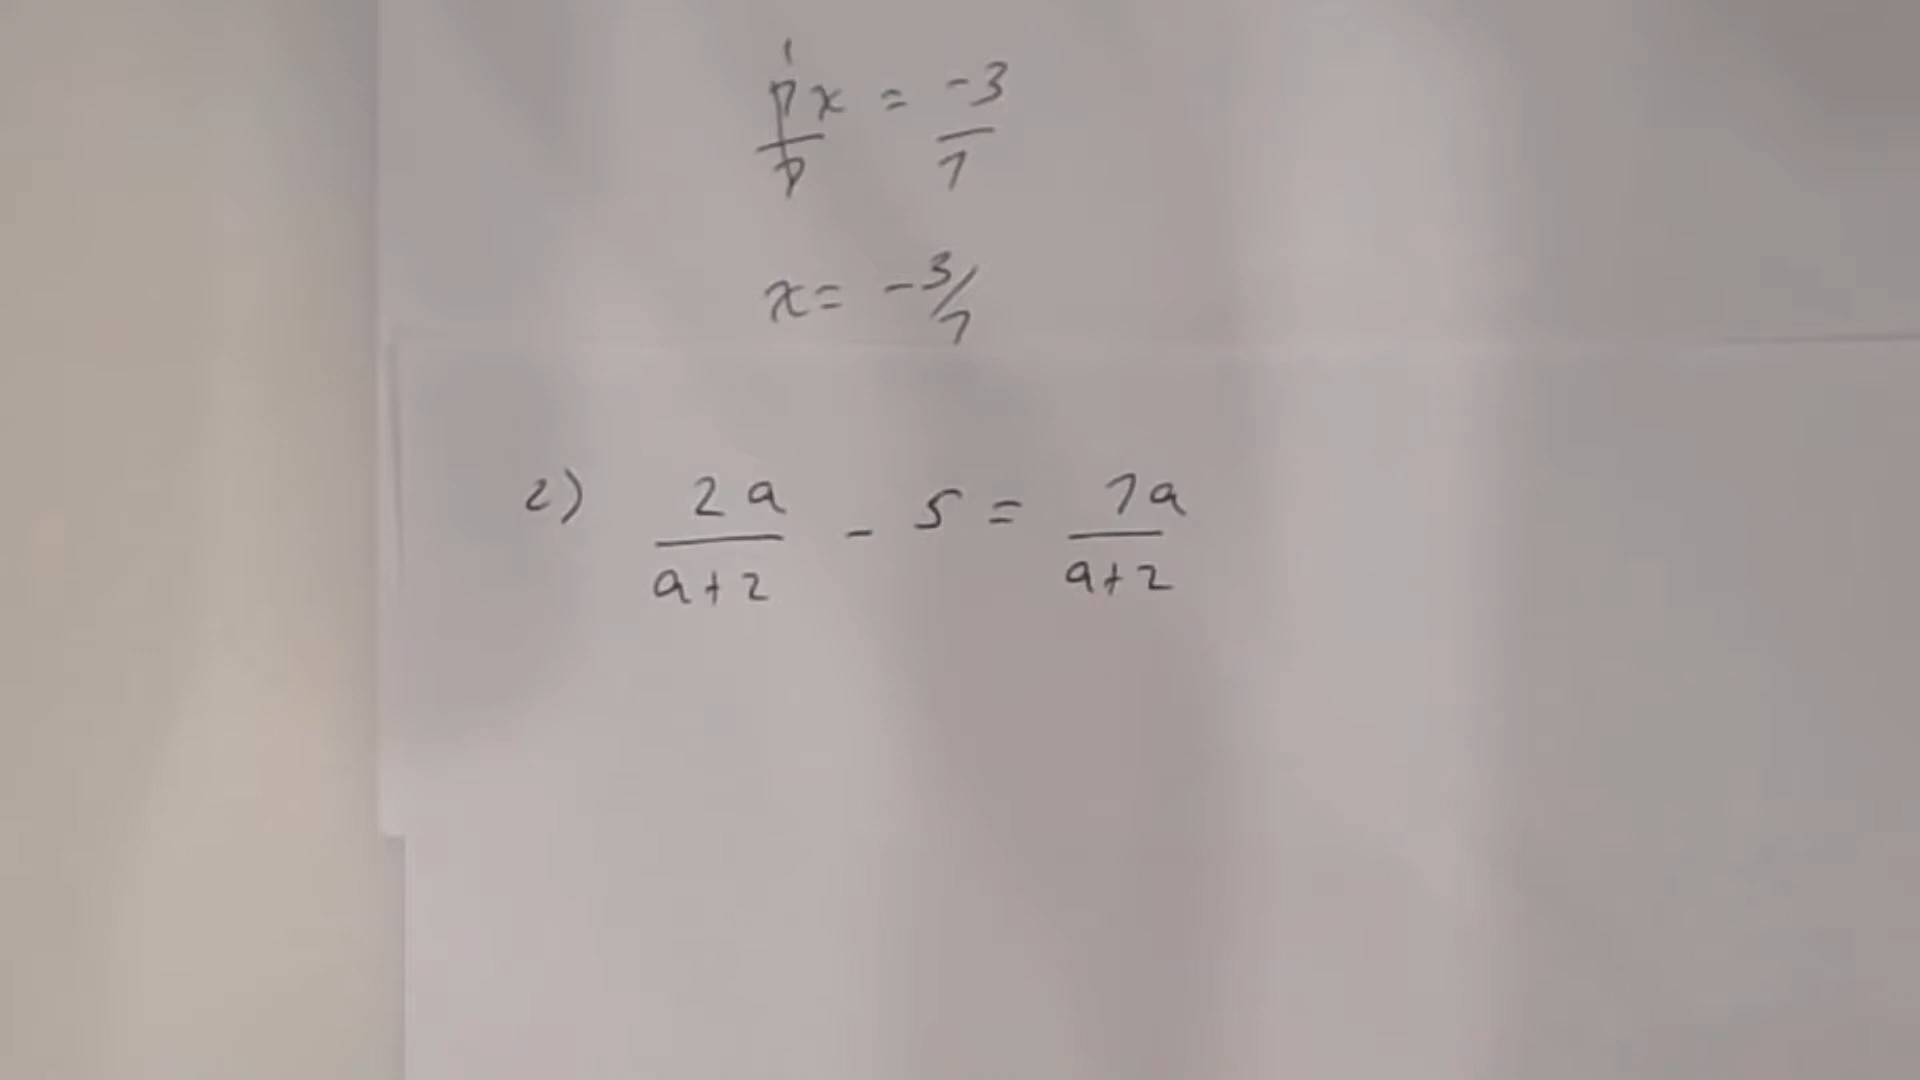 7x/7 = -3/7
x = -3/7
2) 2a/(a+2) - 5 = 7a/(a+2)